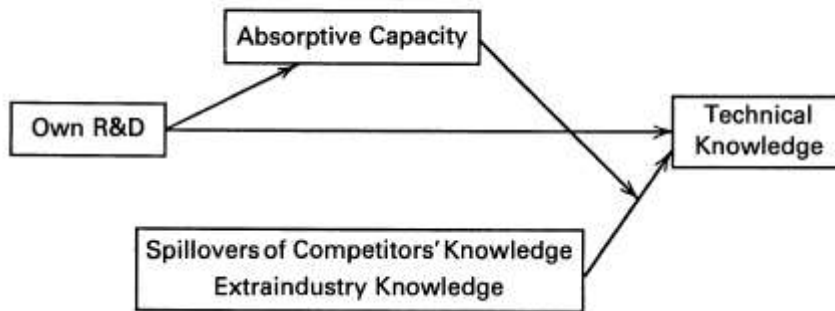 Absorptive Capacity
Own R&D
Technical
Knowledge
Spillovers of Competitors' Knowledge
Extraindustry Knowledge